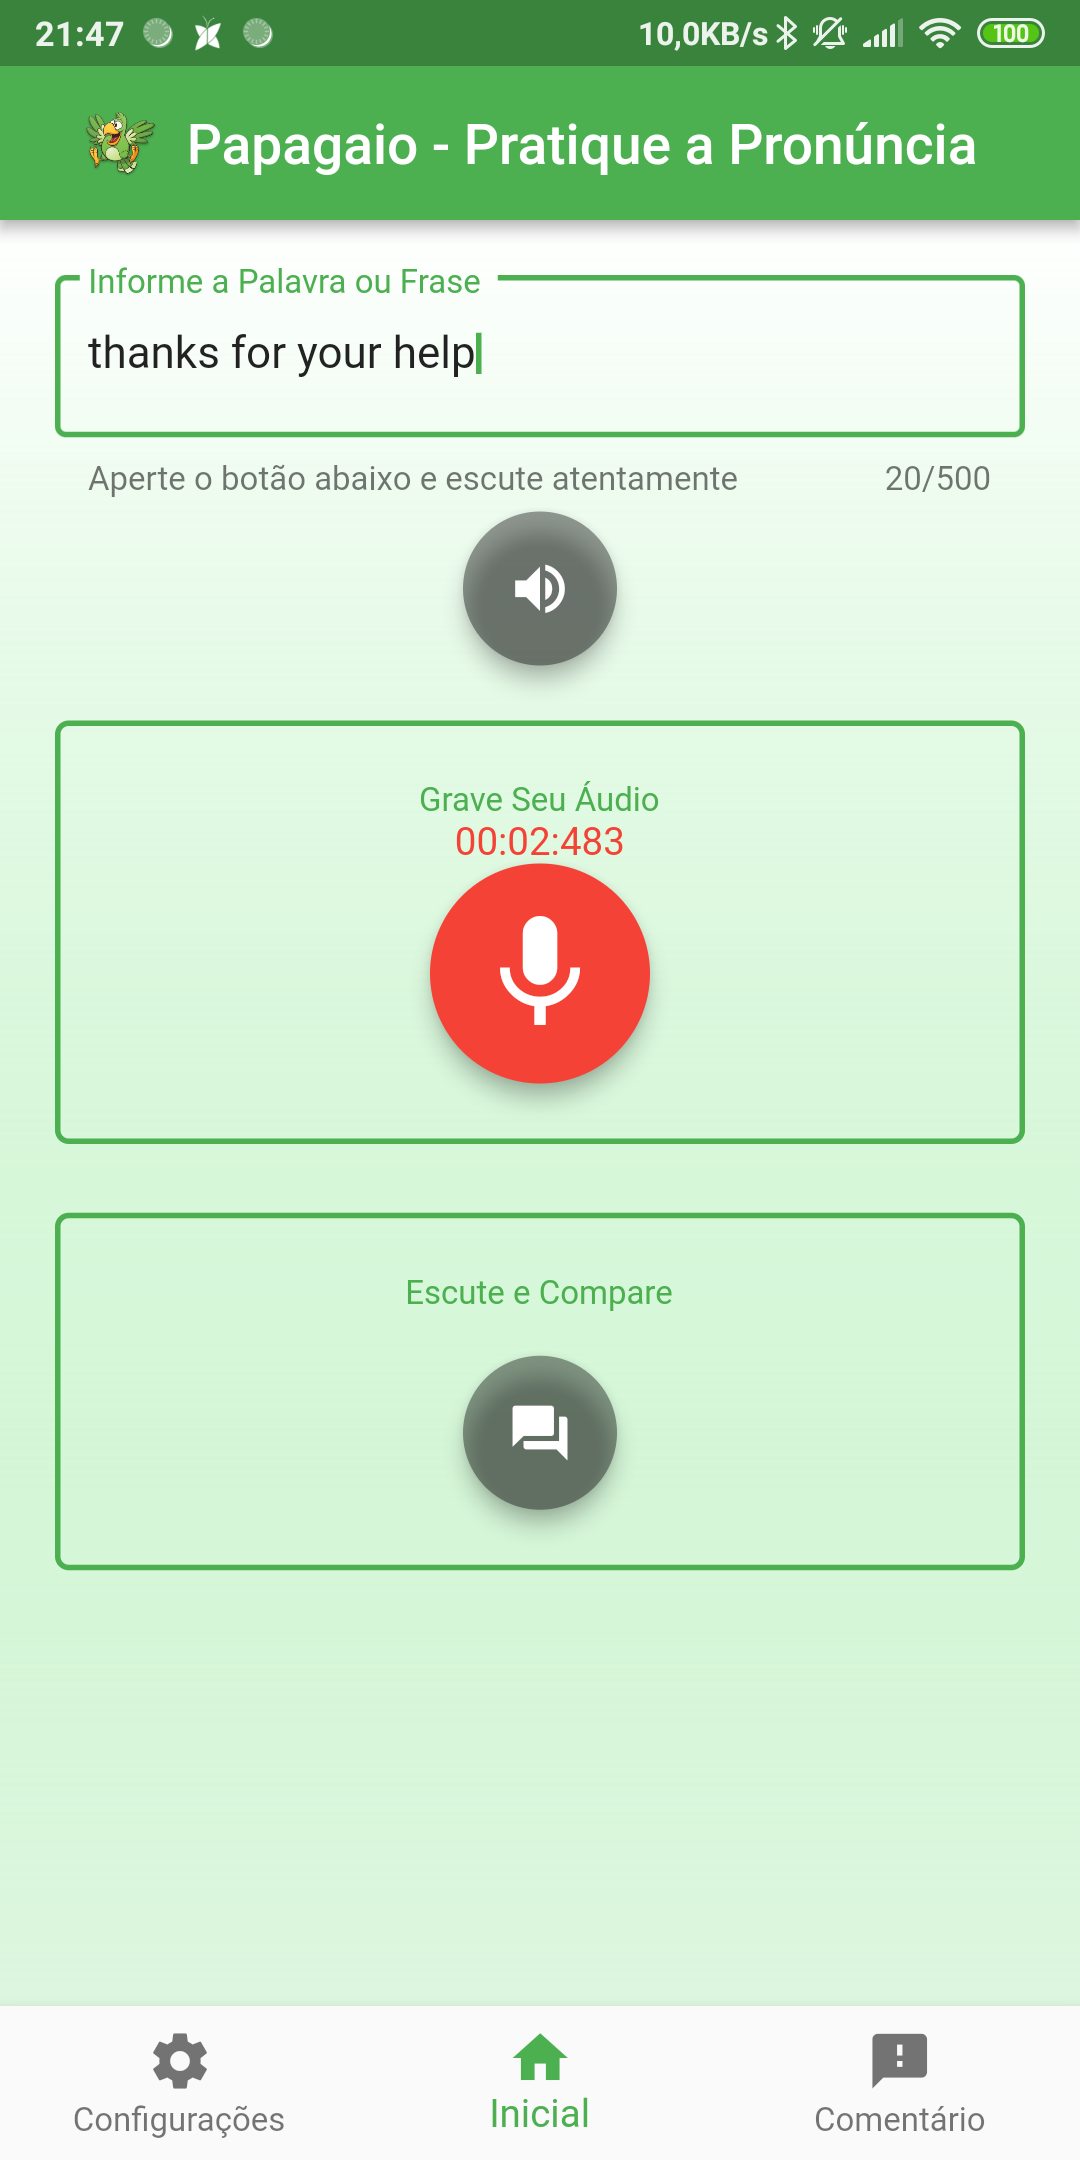 21:47 10,0KB/s 100
Papagaio - Pratique a Pronúncia
Informe a Palavra ou Frase
thanks for your help
Aperte o botão abaixo e escute atentamente 20/500
Grave Seu Áudio
00:02:483
Escute e Compare
Configurações Inicial Comentário